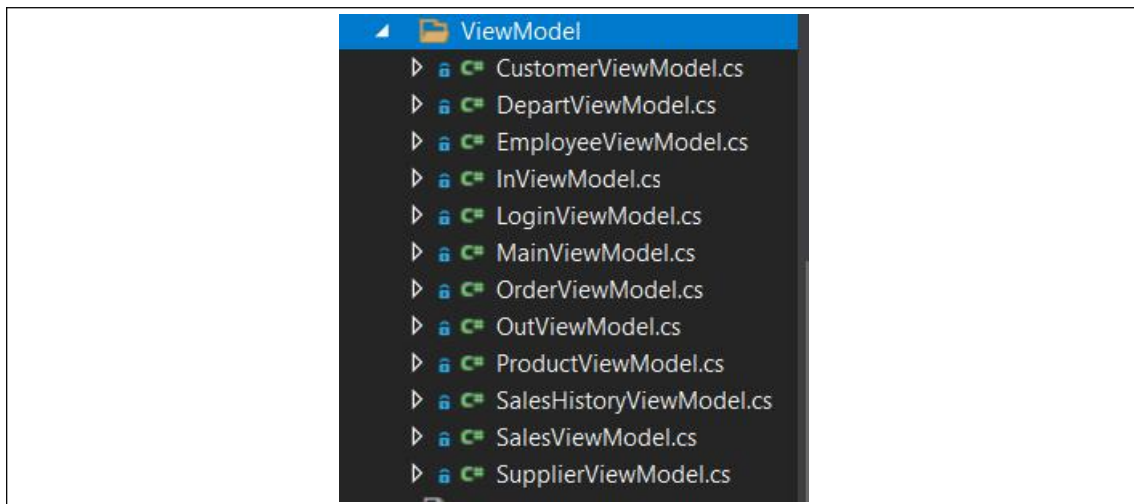 ViewModel
C# CustomerViewModel.cs
C# DepartViewModel.cs
C# EmployeeViewModel.cs
C# InViewModel.cs
C# LoginViewModel.cs
C# MainViewModel.cs
C# OrderViewModel.cs
C# OutViewModel.cs
C# ProductViewModel.cs
C# SalesHistoryViewModel.cs
C# SalesViewModel.cs
C# SupplierViewModel.cs